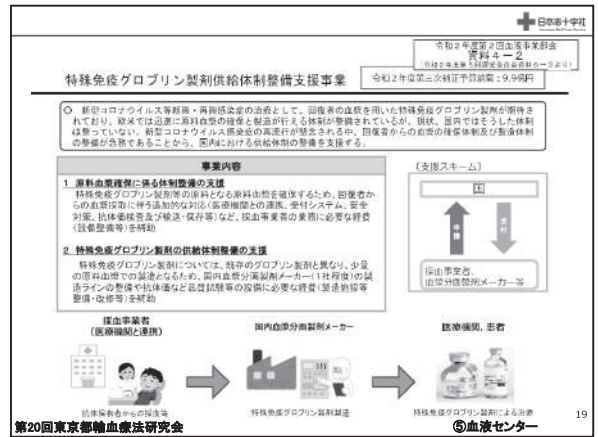 日本赤十字社
令和2年度第2回血液事業部会
資料4-2
特殊免疫グロブリン製剤供給体制整備支援事業
令和2年度第三次補正予算額：9.9億円
○ 新型コロナウイルス等新興・再興感染症の治療として、回復者の血漿を用いた特殊免疫グロブリン製剤が期待さ
れており、欧米では迅速に原料血漿の確保と製造が行える体制が整備されているが、現状、国内ではそうした体制
は整っていない。新型コロナウイルス感染症の再流行が懸念される中、回復者からの血漿の確保体制及び製造体制
の整備が急務であることから、国内における供給体制の整備を支援する。
事業内容
1 原料血漿確保に係る体制整備の支援
特殊免疫グロブリン製剤等の原料となる原料血漿を確保するため、回復者か
らの血漿採取に伴う追加的な対応（医療機関との連携、受付システム、安全
対策、抗体価検査及び輸送・保存等）など、採血事業者の業務に必要な経費
（設備整備等）を補助
2 特殊免疫グロブリン製剤の供給体制整備の支援
特殊免疫グロブリン製剤については、既存のグロブリン製剤と異なり、少量
の原料血漿での製造となるため、国内血漿分画製剤メーカー（1社程度）の製
造ラインの整備や抗体価など品質試験等の設備に必要な経費（製造施設等
整備・改修等）を補助
（支援スキーム）
国
申請
交付
採血事業者、
血漿分画製剤メーカー等
採血事業者
（医療機関と連携）
国内血漿分画製剤メーカー
医療機関、患者
抗体保有者からの採血等
特殊免疫グロブリン製剤製造
特殊免疫グロブリン製剤による治療
19
第20回東京都輸血療法研究会
⑤血液センター